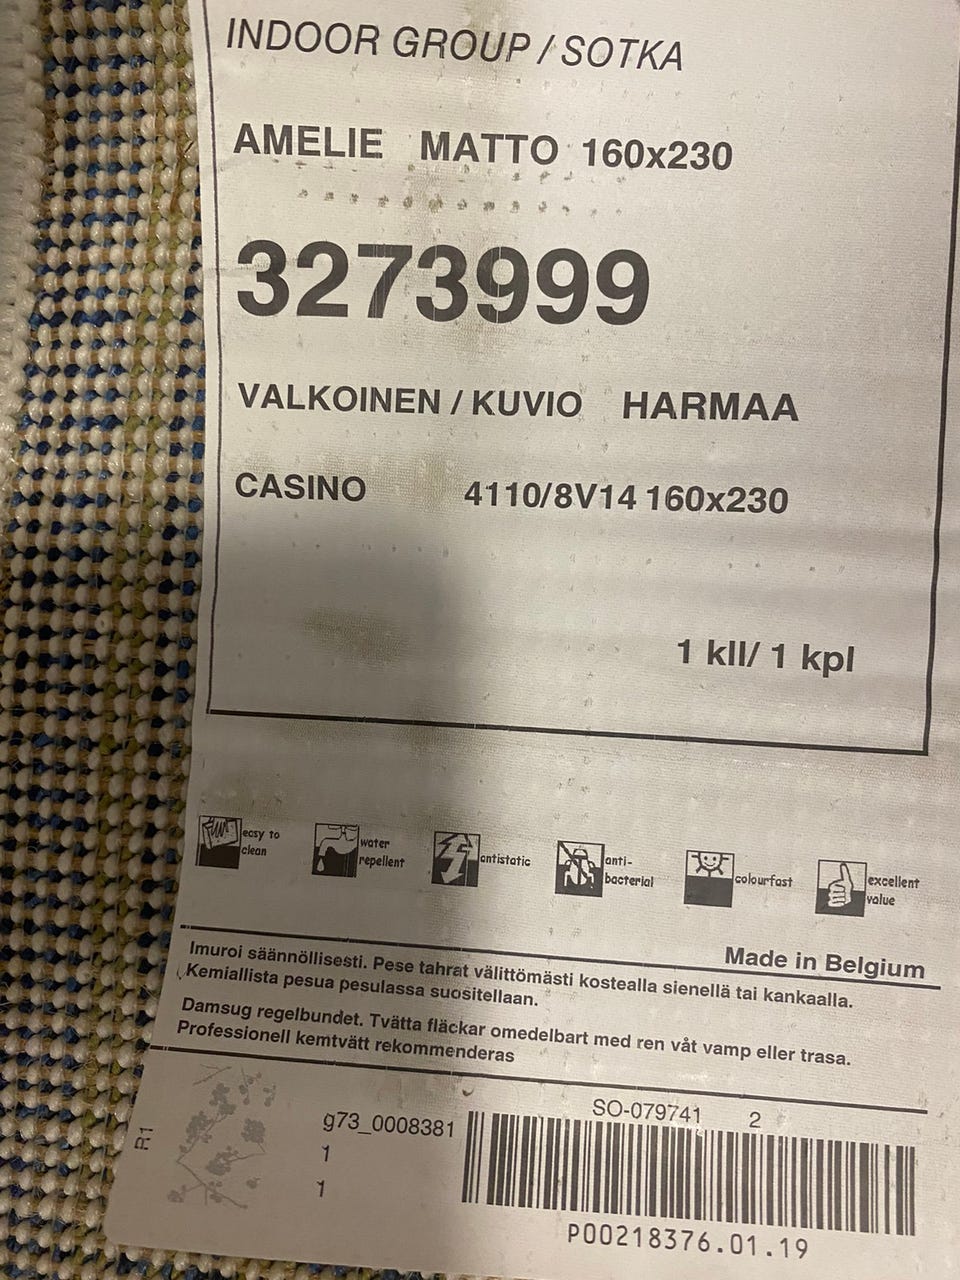 INDOOR GROUP / SOTKA
AMELIE MATTO 160x230
3273999
VALKOINEN / KUVIO HARMAA
CASINO 4110/8V14 160x230
1 kll/ 1 kpl
easy to clean
water repellent
antistatic
anti-bacterial
colourfast
excellent value
Made in Belgium
Imuroi säännöllisesti. Pese tahrat välittömästi kostealla sienellä tai kankaalla.
Kemiallista pesua pesulassa suositellaan.
Damsug regelbundet. Tvätta fläckar omedelbart med ren våt vamp eller trasa.
Professionell kemtvätt rekommenderas
R1
g73_0008381
1
1
SO-079741 2
P00218376.01.19